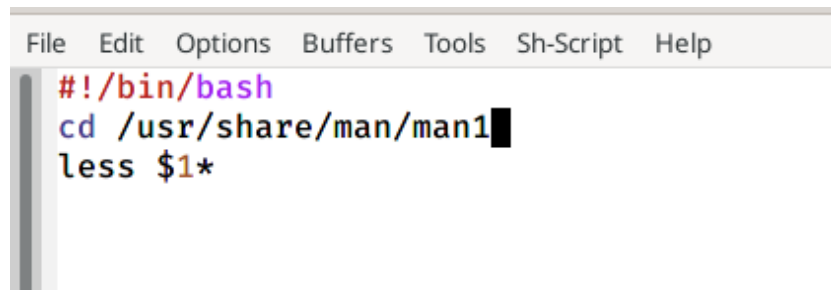 File Edit Options Buffers Tools Sh-Script Help
#!/bin/bash
cd /usr/share/man/man1
less $1*